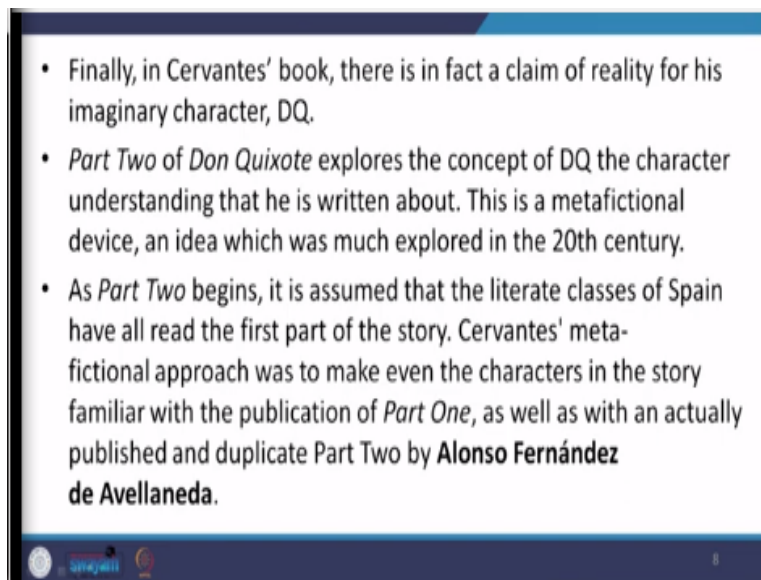 • Finally, in Cervantes’ book, there is in fact a claim of reality for his
imaginary character, DQ.
• Part Two of Don Quixote explores the concept of DQ the character
understanding that he is written about. This is a metafictional
device, an idea which was much explored in the 20th century.
• As Part Two begins, it is assumed that the literate classes of Spain
have all read the first part of the story. Cervantes' meta-
fictional approach was to make even the characters in the story
familiar with the publication of Part One, as well as with an actually
published and duplicate Part Two by Alonso Fernández
de Avellaneda.
swayam
8